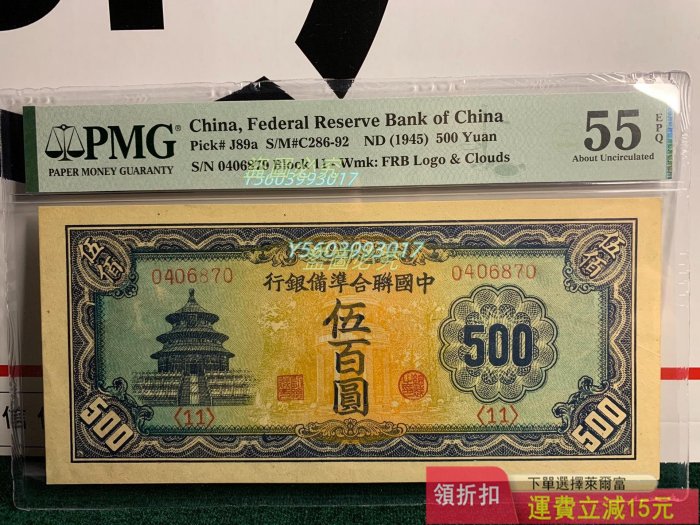 PMG®
PAPER MONEY GUARANTY
China, Federal Reserve Bank of China
Pick# J89a S/M#C286-92 ND (1945) 500 Yuan
S/N 0406870 Block 11 - Wmk: FRB Logo & Clouds
55
EPQ
About Uncirculated
Y5603993017
Y5603993017
伍佰
伍佰
0406870
0406870
行銀備準合聯國中
伍百圓
500
〈11〉
〈11〉
500
500
領折扣
下單選擇萊爾富
運費立減15元